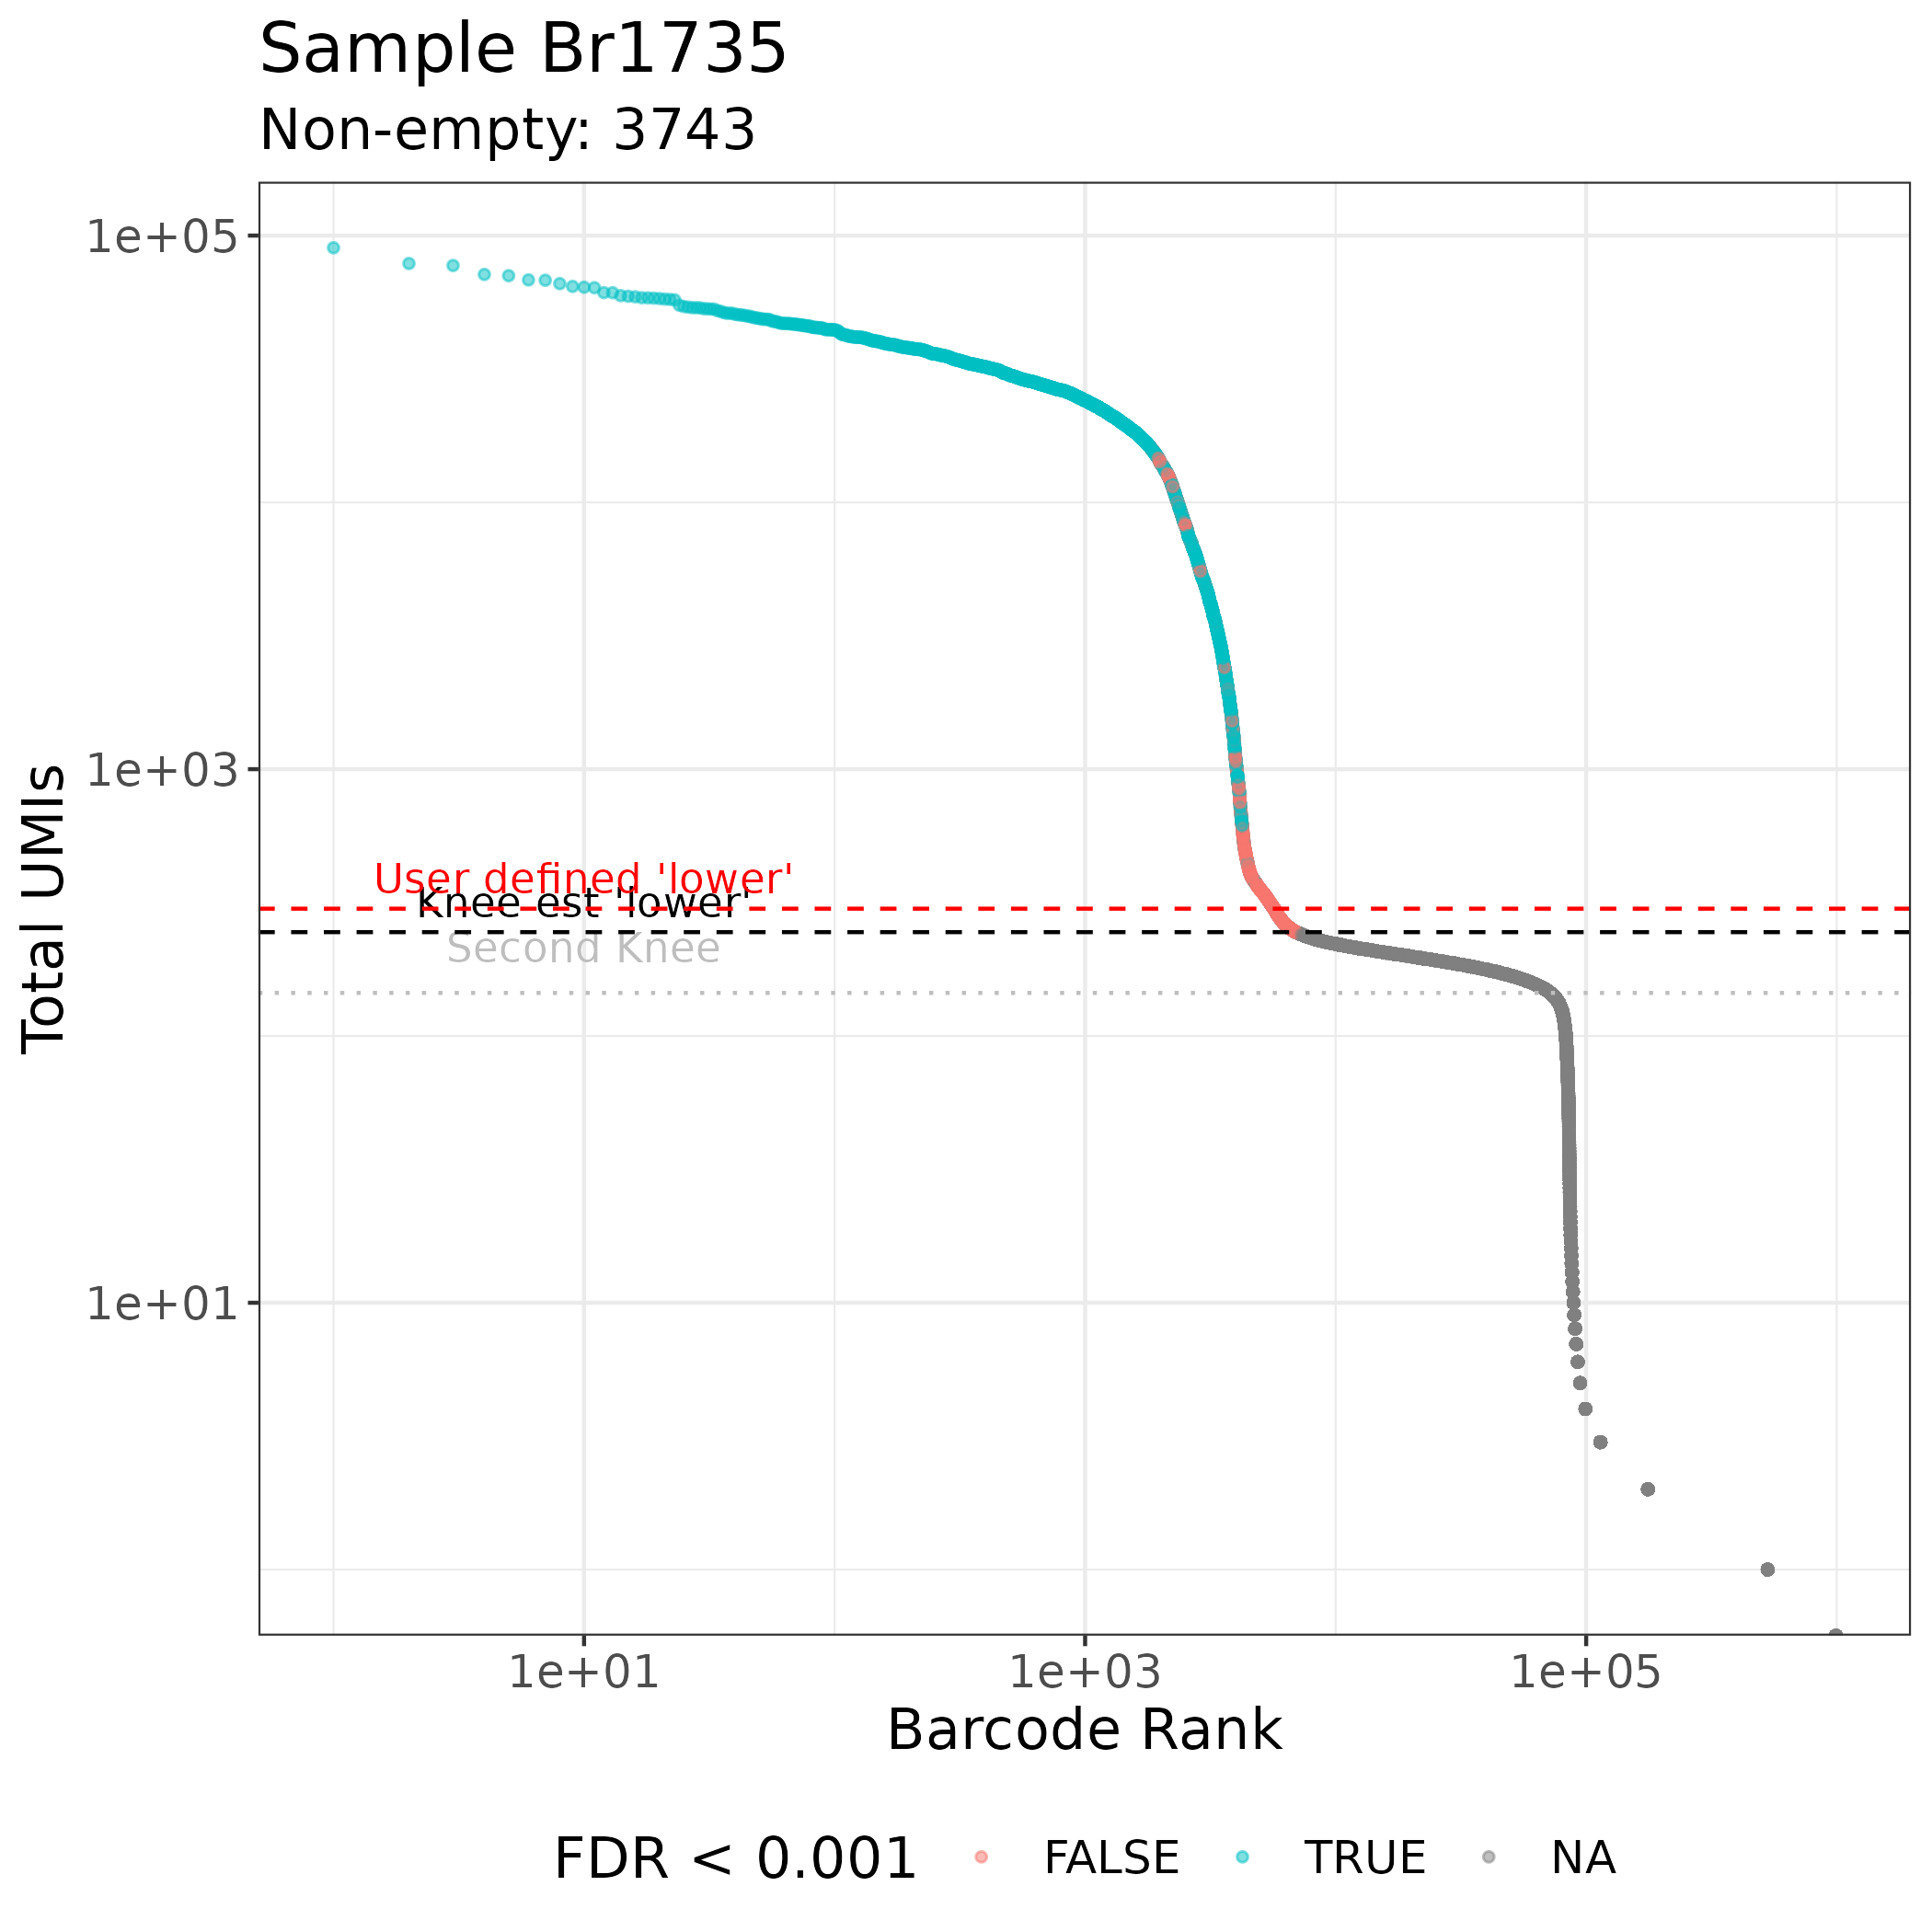 Sample Br1735
Non-empty: 3743
1e+05
1e+03
1e+01
Total UMIs
User defined 'lower'
Knee est 'lower'
Second Knee
1e+01 1e+03 1e+05
Barcode Rank
FDR < 0.001 FALSE TRUE NA